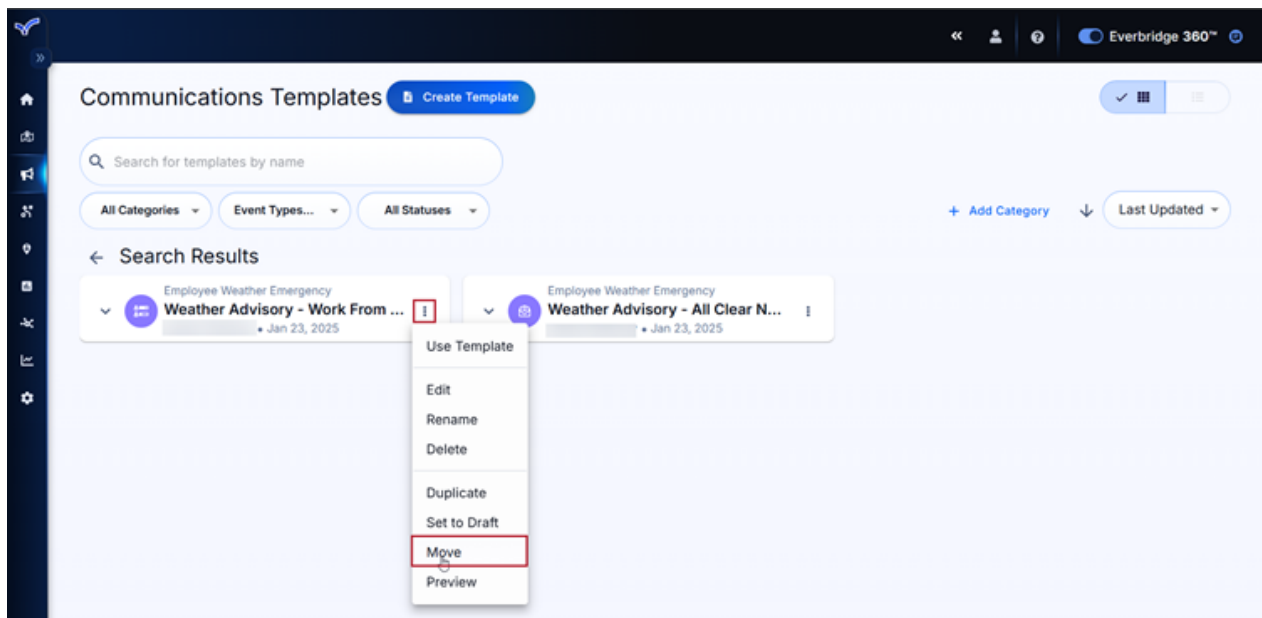 Everbridge 360™
Communications Templates
Create Template
Search for templates by name
All Categories
Event Types...
All Statuses
+ Add Category
Last Updated
Search Results
Employee Weather Emergency
Weather Advisory - Work From ...
• Jan 23, 2025
Employee Weather Emergency
Weather Advisory - All Clear N...
• Jan 23, 2025
Use Template
Edit
Rename
Delete
Duplicate
Set to Draft
Move
Preview